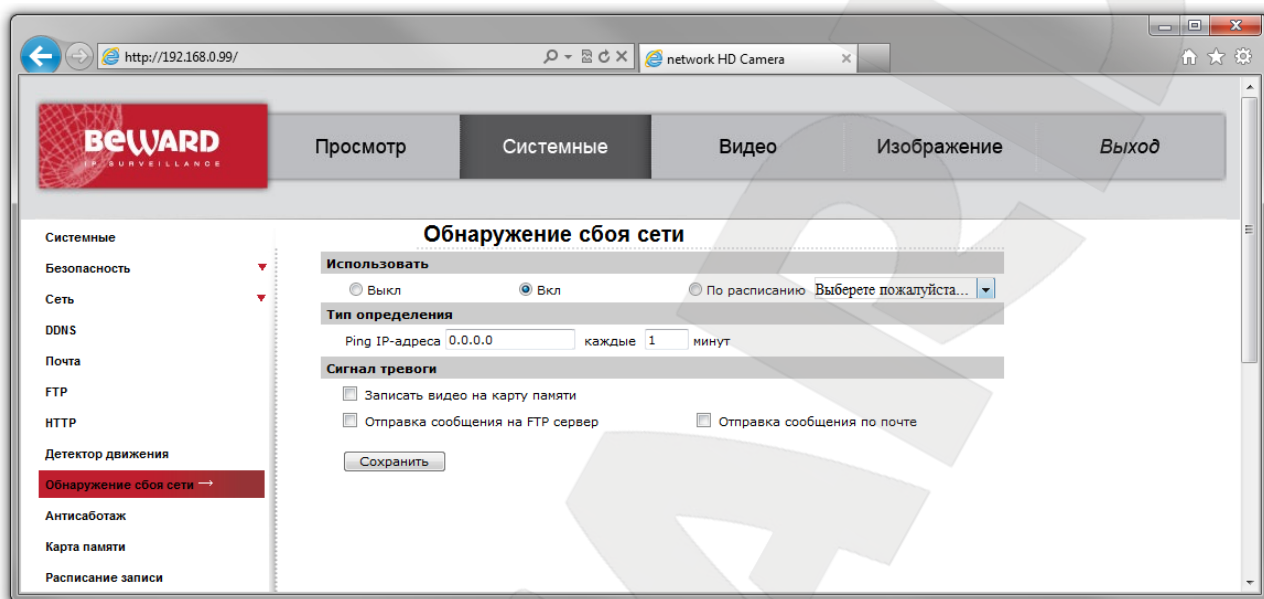 http://192.168.0.99/
network HD Camera
BEWARD
IP SURVEILLANCE
Просмотр
Системные
Видео
Изображение
Выход
Системные
Безопасность
Сеть
DDNS
Почта
FTP
HTTP
Детектор движения
Обнаружение сбоя сети →
Антисаботаж
Карта памяти
Расписание записи
Обнаружение сбоя сети
Использовать
Выкл Вкл По расписанию Выберете пожалуйста...
Тип определения
Ping IP-адреса 0.0.0.0 каждые 1 минут
Сигнал тревоги
Записать видео на карту памяти
Отправка сообщения на FTP сервер Отправка сообщения по почте
Сохранить